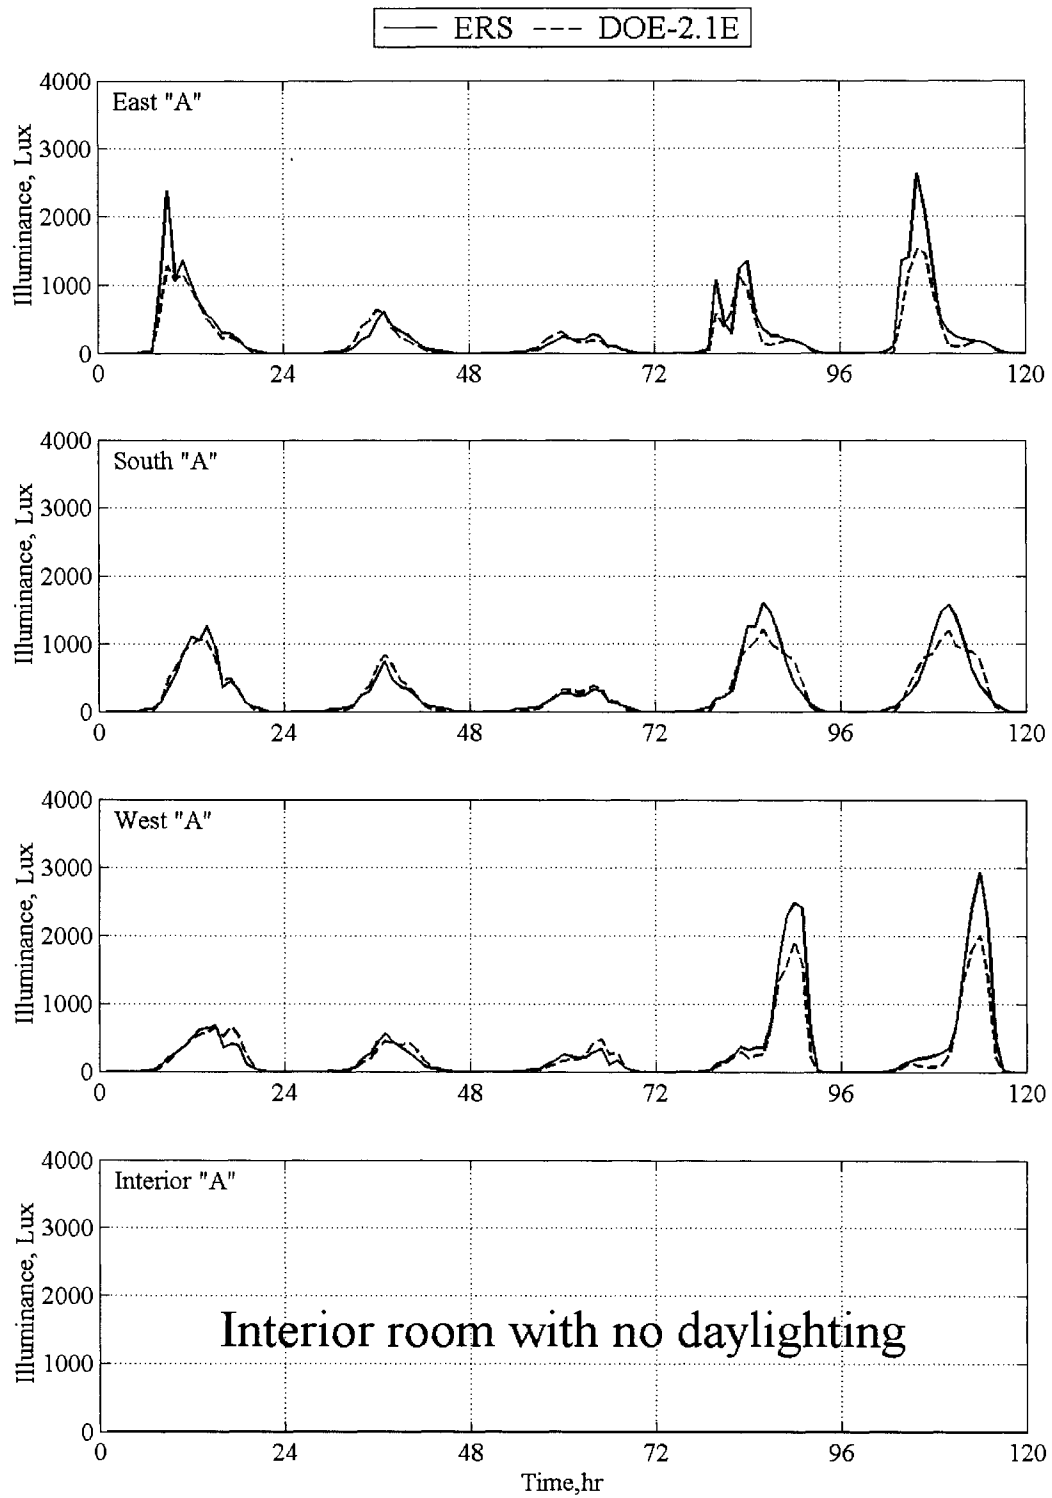 ERS DOE-2.1E
East "A"
Illuminance, Lux
4000
3000
2000
1000
0
0 24 48 72 96 120
South "A"
Illuminance, Lux
4000
3000
2000
1000
0
0 24 48 72 96 120
West "A"
Illuminance, Lux
4000
3000
2000
1000
0
0 24 48 72 96 120
Interior "A"
Illuminance, Lux
4000
3000
2000
1000
0
Interior room with no daylighting
0 24 48 72 96 120
Time,hr